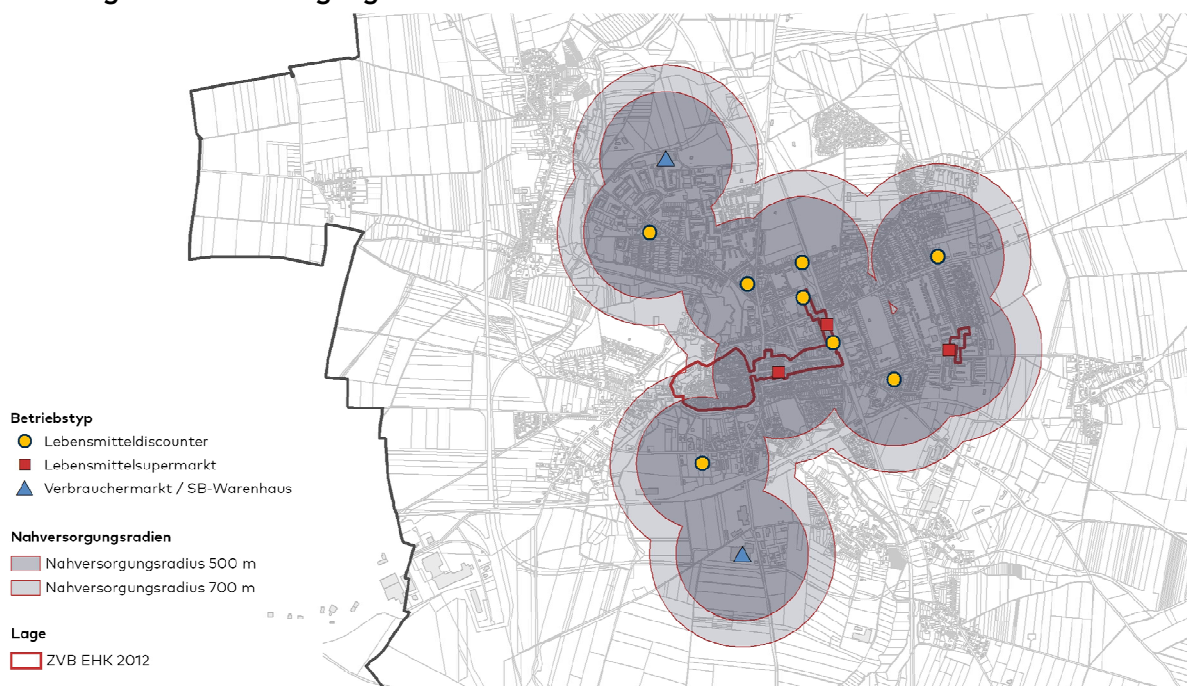 Betriebstyp
Lebensmitteldiscounter
Lebensmittelsupermarkt
Verbrauchermarkt / SB-Warenhaus
Nahversorgungsradien
Nahversorgungsradius 500 m
Nahversorgungsradius 700 m
Lage
ZVB EHK 2012